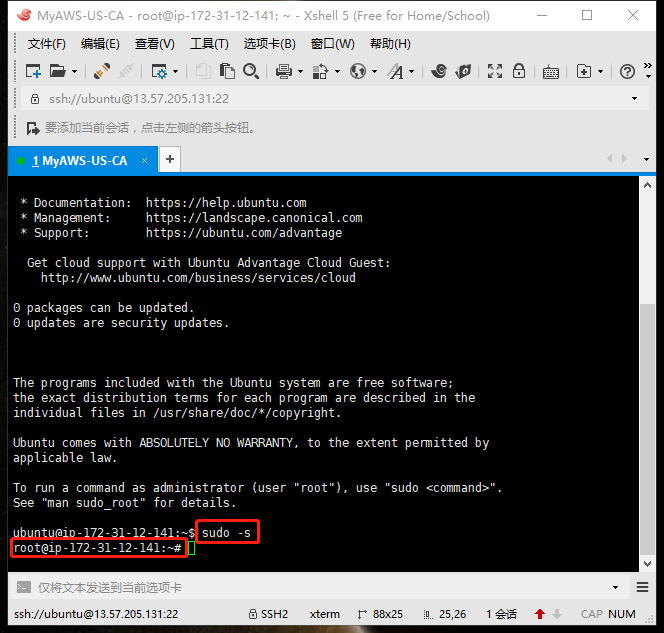 MyAWS-US-CA - root@ip-172-31-12-141: ~ - Xshell 5 (Free for Home/School)
文件(F) 编辑(E) 查看(V) 工具(T) 选项卡(B) 窗口(W) 帮助(H)
ssh://ubuntu@13.57.205.131:22
要添加当前会话，点击左侧的箭头按钮。
1 MyAWS-US-CA × +
* Documentation:  https://help.ubuntu.com
* Management:     https://landscape.canonical.com
* Support:        https://ubuntu.com/advantage
Get cloud support with Ubuntu Advantage Cloud Guest:
http://www.ubuntu.com/business/services/cloud
0 packages can be updated.
0 updates are security updates.
The programs included with the Ubuntu system are free software;
the exact distribution terms for each program are described in the
individual files in /usr/share/doc/*/copyright.
Ubuntu comes with ABSOLUTELY NO WARRANTY, to the extent permitted by
applicable law.
To run a command as administrator (user "root"), use "sudo <command>".
See "man sudo_root" for details.
ubuntu@ip-172-31-12-141:~$ sudo -s
root@ip-172-31-12-141:~#
仅将文本发送到当前选项卡
ssh://ubuntu@13.57.205.131:22 SSH2 xterm 88x25 25,26 1 会话 CAP NUM